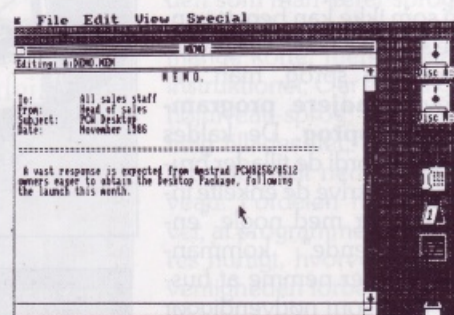 File Edit View Special
MEMO
Editing: A:DEMO.MEM
M E M O.
To: All sales staff
From: Head of sales
Subject: PCW Desktop
Date: November 1986
A vast response is expected from Amstrad PCW8256/8512
owners eager to obtain the Desktop Package, following
the launch this month.
Disc
Disc